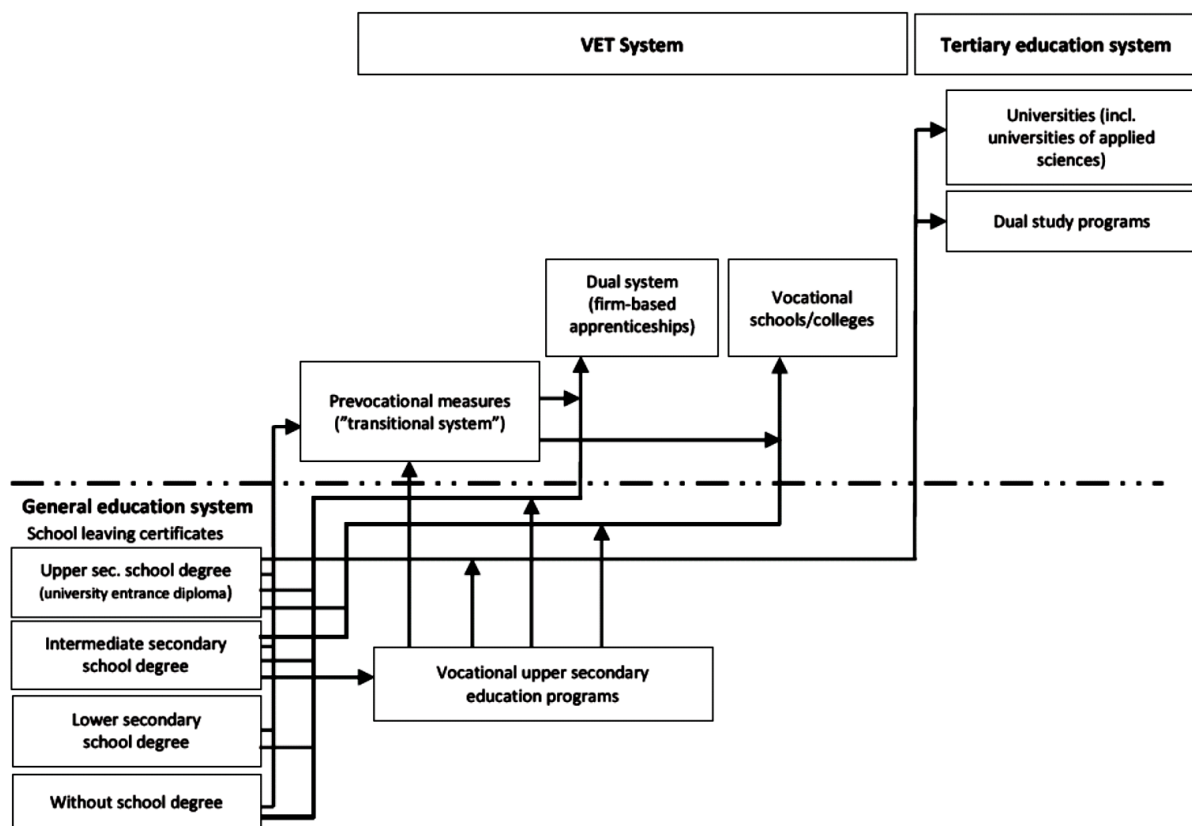 VET System
Tertiary education system
Universities (incl.
universities of applied
sciences)
Dual study programs
Dual system
(firm-based
apprenticeships)
Vocational
schools/colleges
Prevocational measures
(”transitional system”)
General education system
School leaving certificates
Upper sec. school degree
(university entrance diploma)
Intermediate secondary
school degree
Vocational upper secondary
education programs
Lower secondary
school degree
Without school degree